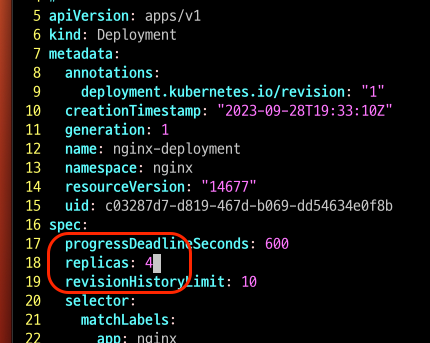 4 #
5 apiVersion: apps/v1
6 kind: Deployment
7 metadata:
8   annotations:
9     deployment.kubernetes.io/revision: "1"
10   creationTimestamp: "2023-09-28T19:33:10Z"
11   generation: 1
12   name: nginx-deployment
13   namespace: nginx
14   resourceVersion: "14677"
15   uid: c03287d7-d819-467d-b069-dd54634e0f8b
16 spec:
17   progressDeadlineSeconds: 600
18   replicas: 4
19   revisionHistoryLimit: 10
20   selector:
21     matchLabels:
22       app: nginx